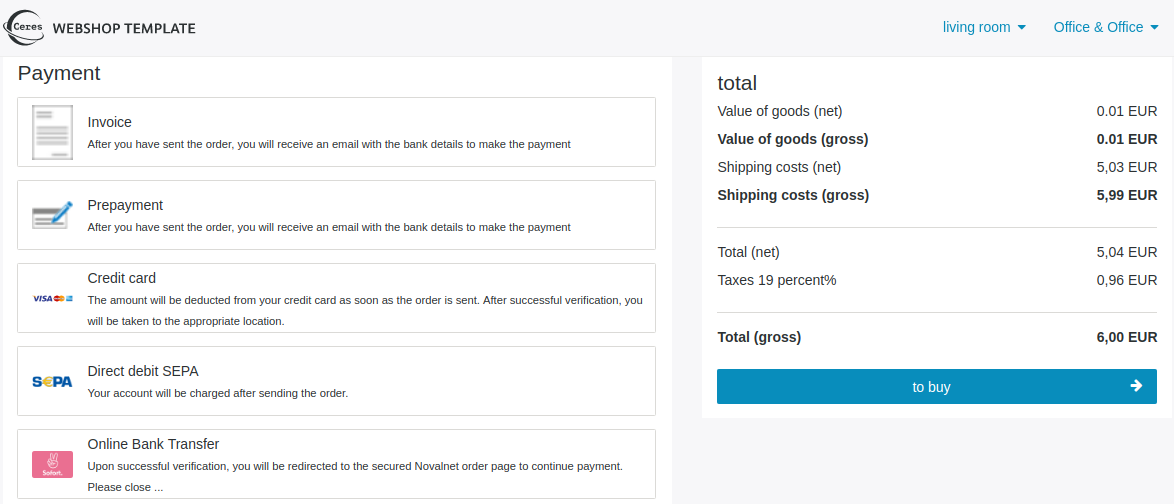 Ceres WEBSHOP TEMPLATE
living room
Office & Office
Payment
Invoice
After you have sent the order, you will receive an email with the bank details to make the payment
Prepayment
After you have sent the order, you will receive an email with the bank details to make the payment
VISA
Credit card
The amount will be deducted from your credit card as soon as the order is sent. After successful verification, you
will be taken to the appropriate location.
S€PA
Direct debit SEPA
Your account will be charged after sending the order.
Sofort.
Online Bank Transfer
Upon successful verification, you will be redirected to the secured Novalnet order page to continue payment.
Please close ...
total
Value of goods (net) 0.01 EUR
Value of goods (gross) 0.01 EUR
Shipping costs (net) 5,03 EUR
Shipping costs (gross) 5,99 EUR
Total (net) 5,04 EUR
Taxes 19 percent% 0,96 EUR
Total (gross) 6,00 EUR
to buy